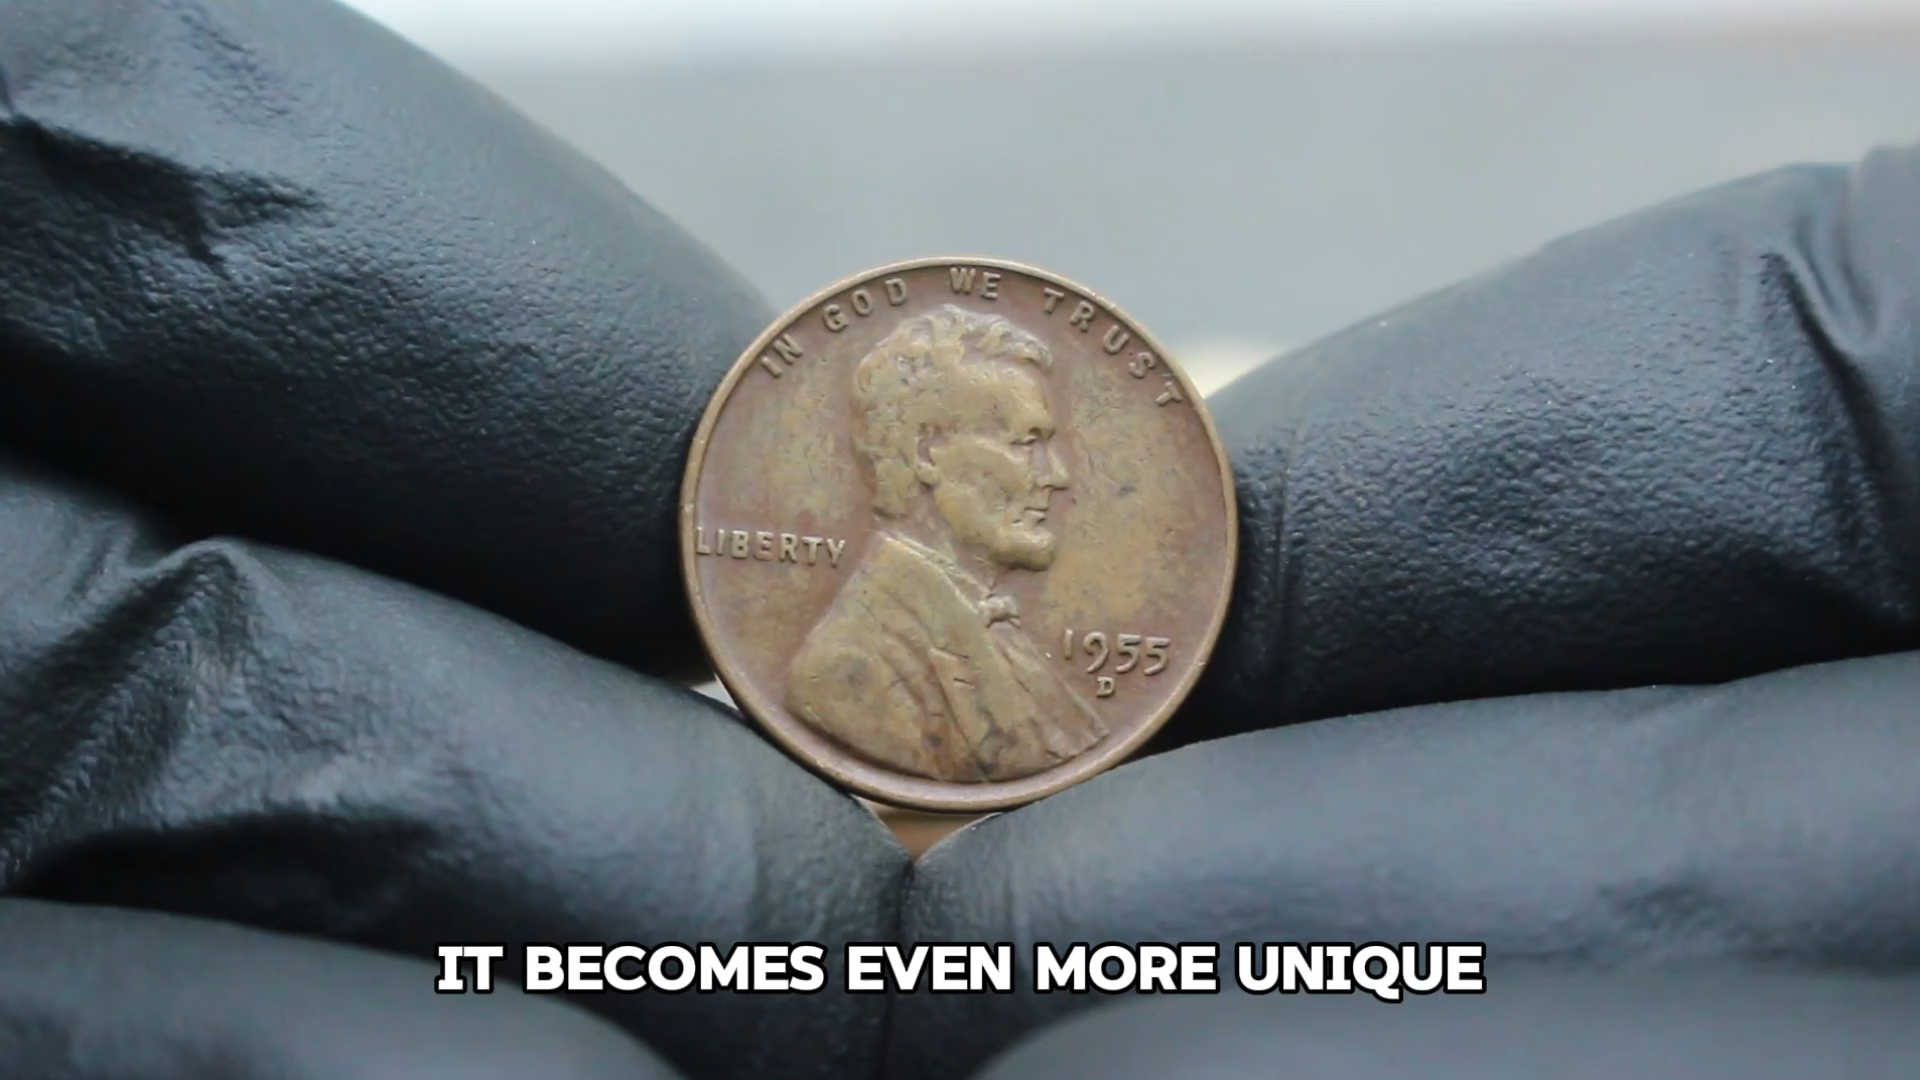 IN GOD WE TRUST
LIBERTY
1955
D
IT BECOMES EVEN MORE UNIQUE